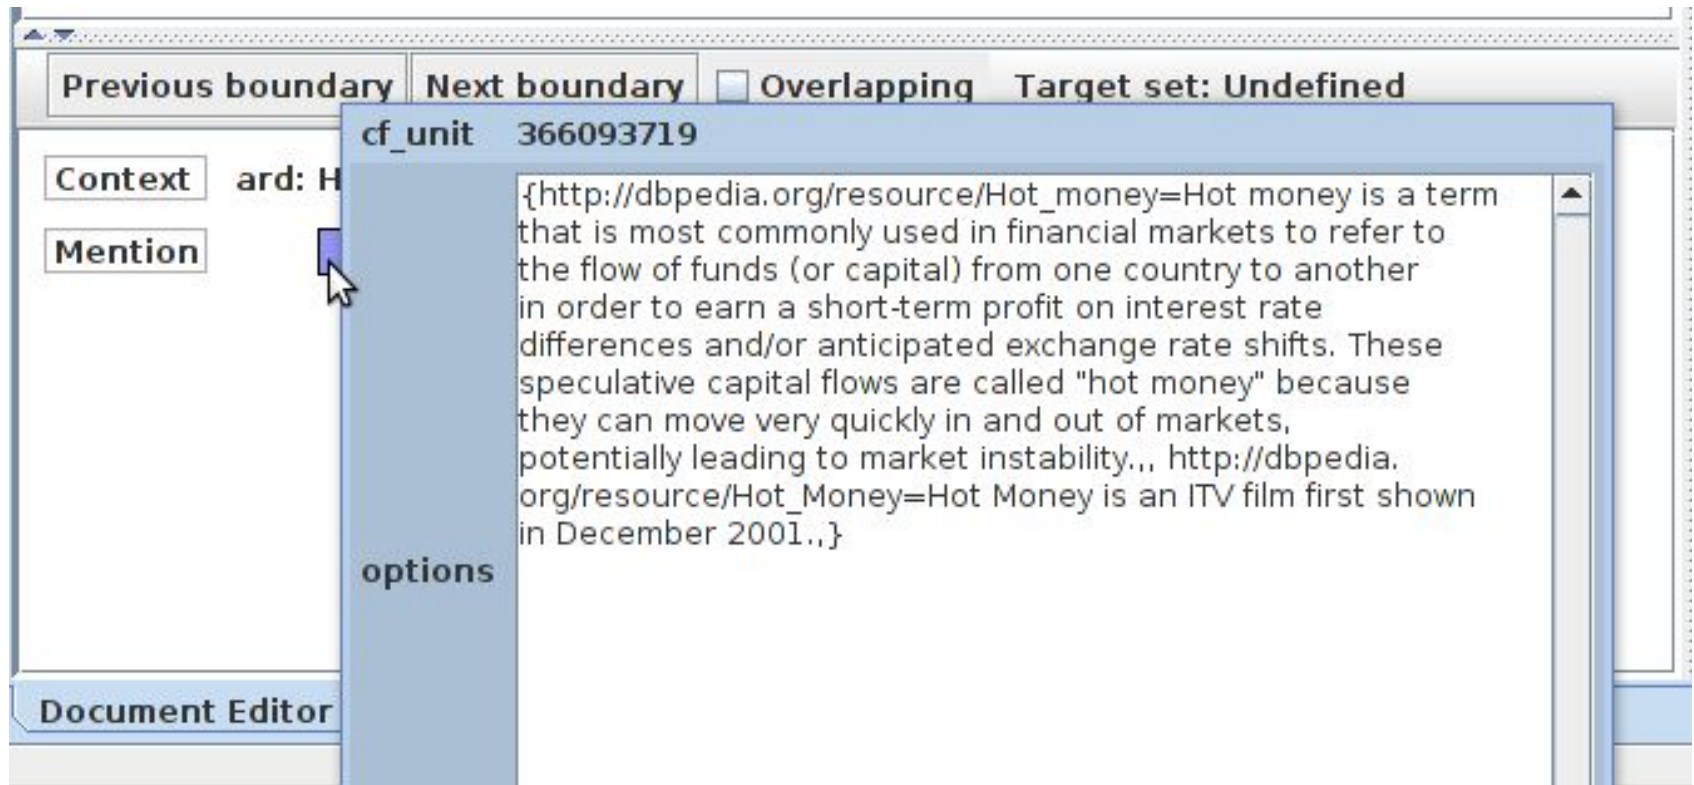 Previous boundary Next boundary Overlapping Target set: Undefined
cf_unit 366093719
Context ard: H
Mention
options
{http://dbpedia.org/resource/Hot_money=Hot money is a term
that is most commonly used in financial markets to refer to
the flow of funds (or capital) from one country to another
in order to earn a short-term profit on interest rate
differences and/or anticipated exchange rate shifts. These
speculative capital flows are called "hot money" because
they can move very quickly in and out of markets,
potentially leading to market instability.,, http://dbpedia.
org/resource/Hot_Money=Hot Money is an ITV film first shown
in December 2001.,}
Document Editor